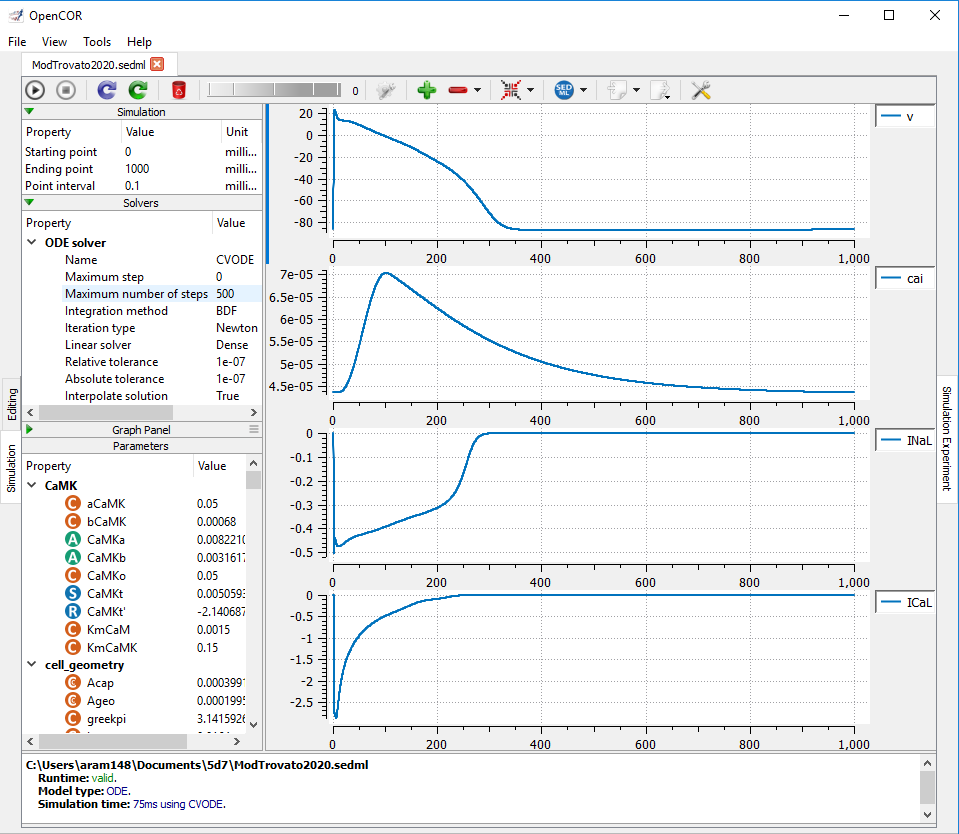 OpenCOR
File View Tools Help
ModTrovato2020.sedml
0
SED ML
Simulation
Property Value Unit
Starting point 0 milli...
Ending point 1000 milli...
Point interval 0.1 milli...
Solvers
Property Value
ODE solver
Name CVODE
Maximum step 0
Maximum number of steps 500
Integration method BDF
Iteration type Newton
Linear solver Dense
Relative tolerance 1e-07
Absolute tolerance 1e-07
Interpolate solution True
Graph Panel
Parameters
Property Value
CaMK
C aCaMK 0.05
C bCaMK 0.00068
A CaMKa 0.0082210
A CaMKb 0.0031617
C CaMKo 0.05
S CaMKt 0.0050593
R CaMKt' -2.140687
C KmCaM 0.0015
C KmCaMK 0.15
cell_geometry
C Acap 0.0003991
C Ageo 0.0001995
C greekpi 3.1415926
Editing
Simulation
20
0
-20
-40
-60
-80
0 200 400 600 800 1,000
v
7e-05
6.5e-05
6e-05
5.5e-05
5e-05
4.5e-05
0 200 400 600 800 1,000
cai
0
-0.1
-0.2
-0.3
-0.4
-0.5
0 200 400 600 800 1,000
INaL
0
-0.5
-1
-1.5
-2
-2.5
0 200 400 600 800 1,000
ICaL
Simulation Experiment
C:\Users\aram148\Documents\5d7\ModTrovato2020.sedml
Runtime: valid.
Model type: ODE.
Simulation time: 75ms using CVODE.